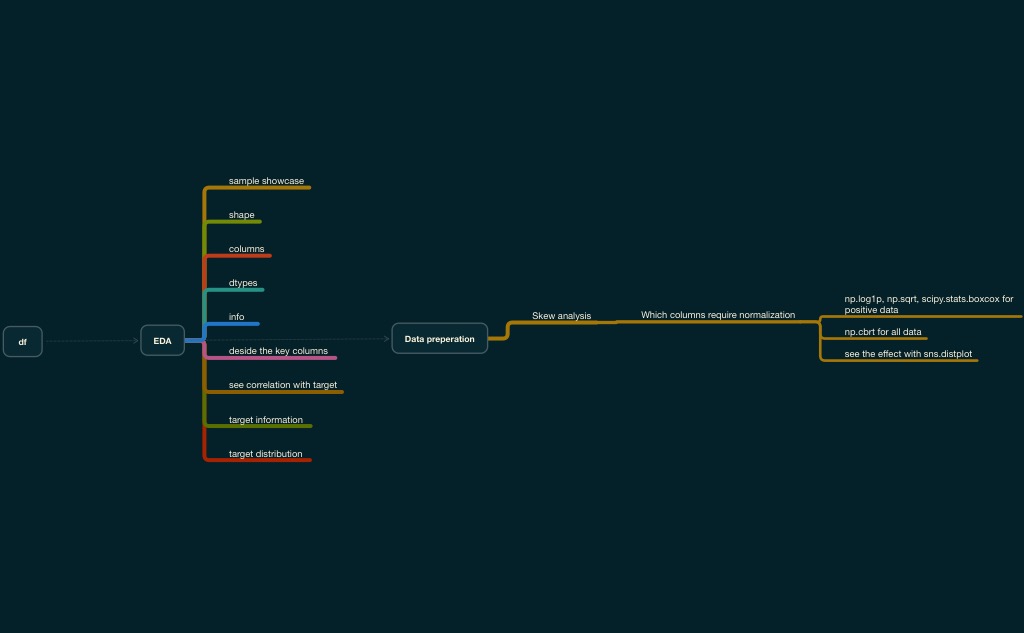 df
EDA
sample showcase
shape
columns
dtypes
info
deside the key columns
see correlation with target
target information
target distribution
Data preperation
Skew analysis
Which columns require normalization
np.log1p, np.sqrt, scipy.stats.boxcox for
positive data
np.cbrt for all data
see the effect with sns.distplot